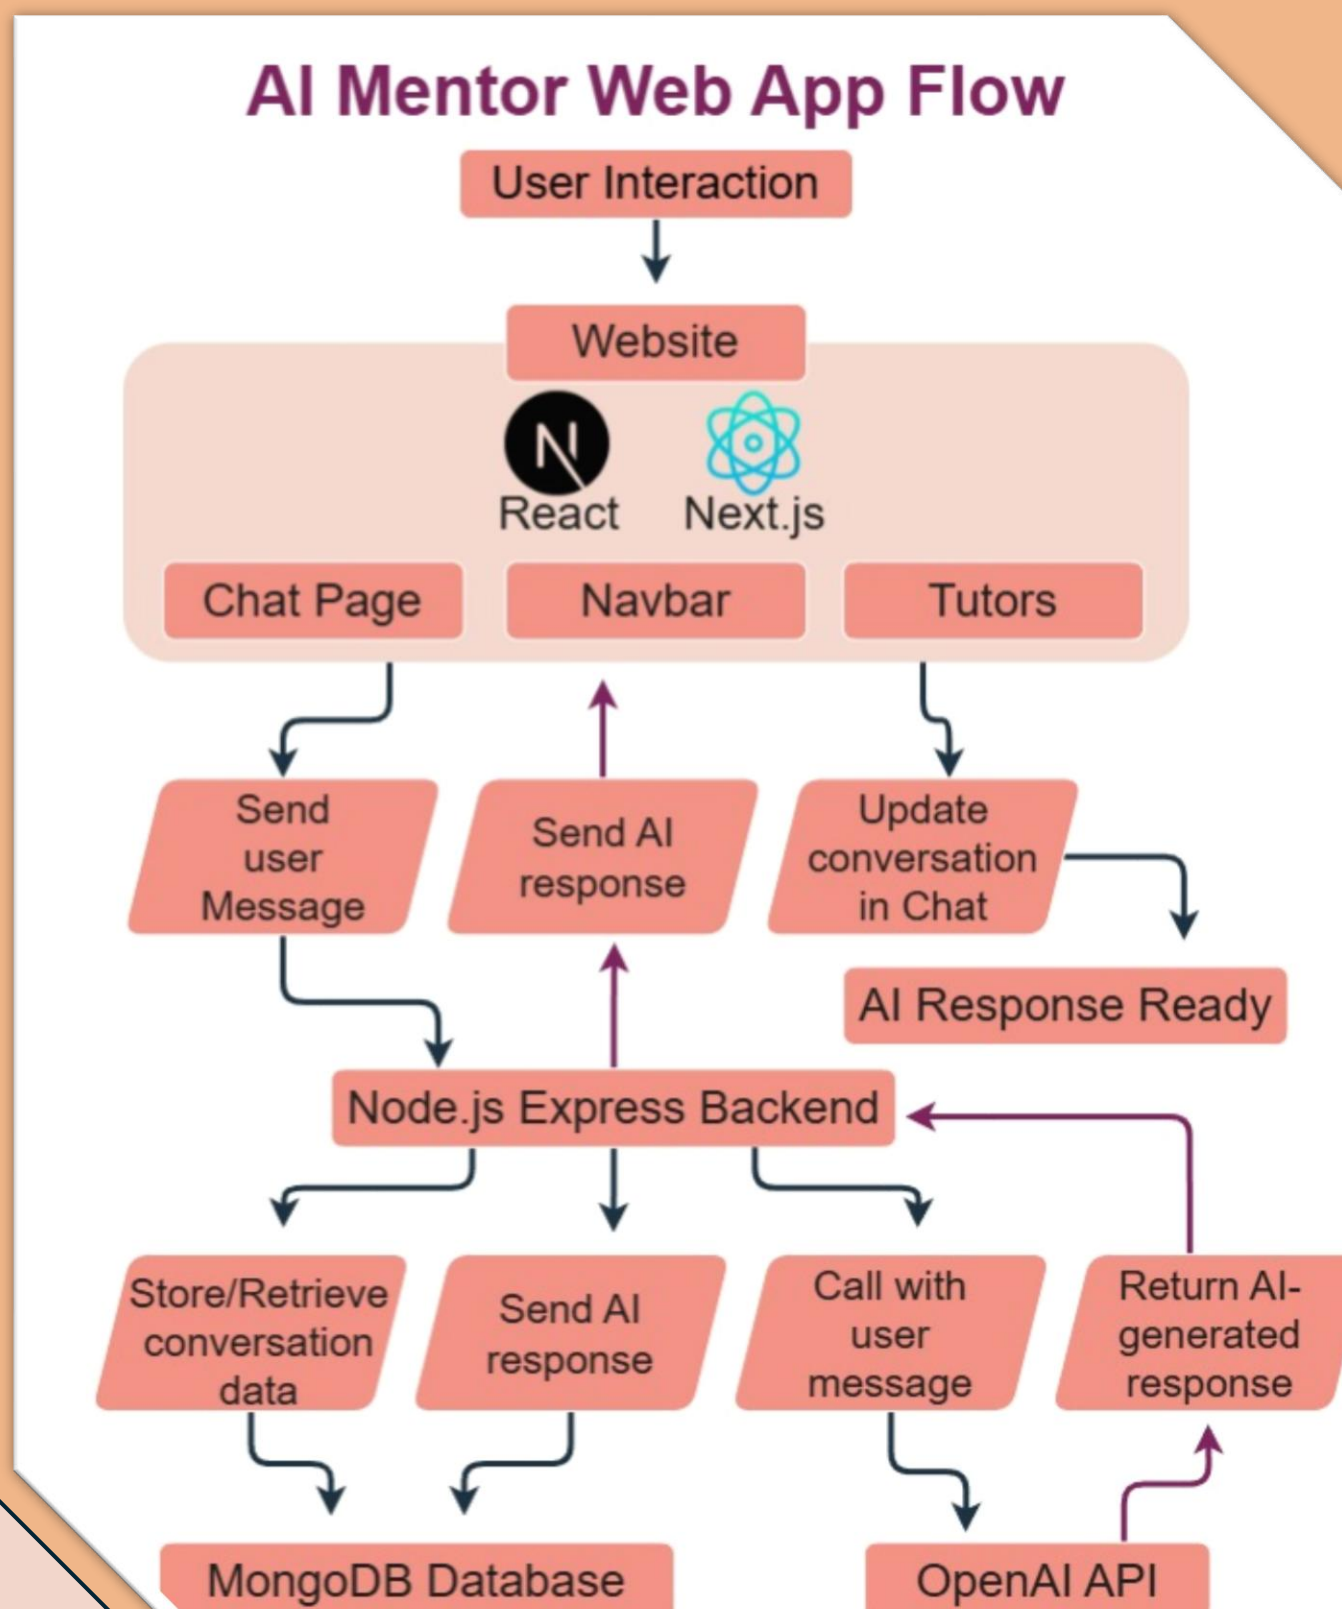 AI Mentor Web App Flow
User Interaction
Website
N
React
Next.js
Chat Page
Navbar
Tutors
Send
user
Message
Send AI
response
Update
conversation
in Chat
AI Response Ready
Node.js Express Backend
Store/Retrieve
conversation
data
Send AI
response
Call with
user
message
Return AI-
generated
response
MongoDB Database
OpenAI API